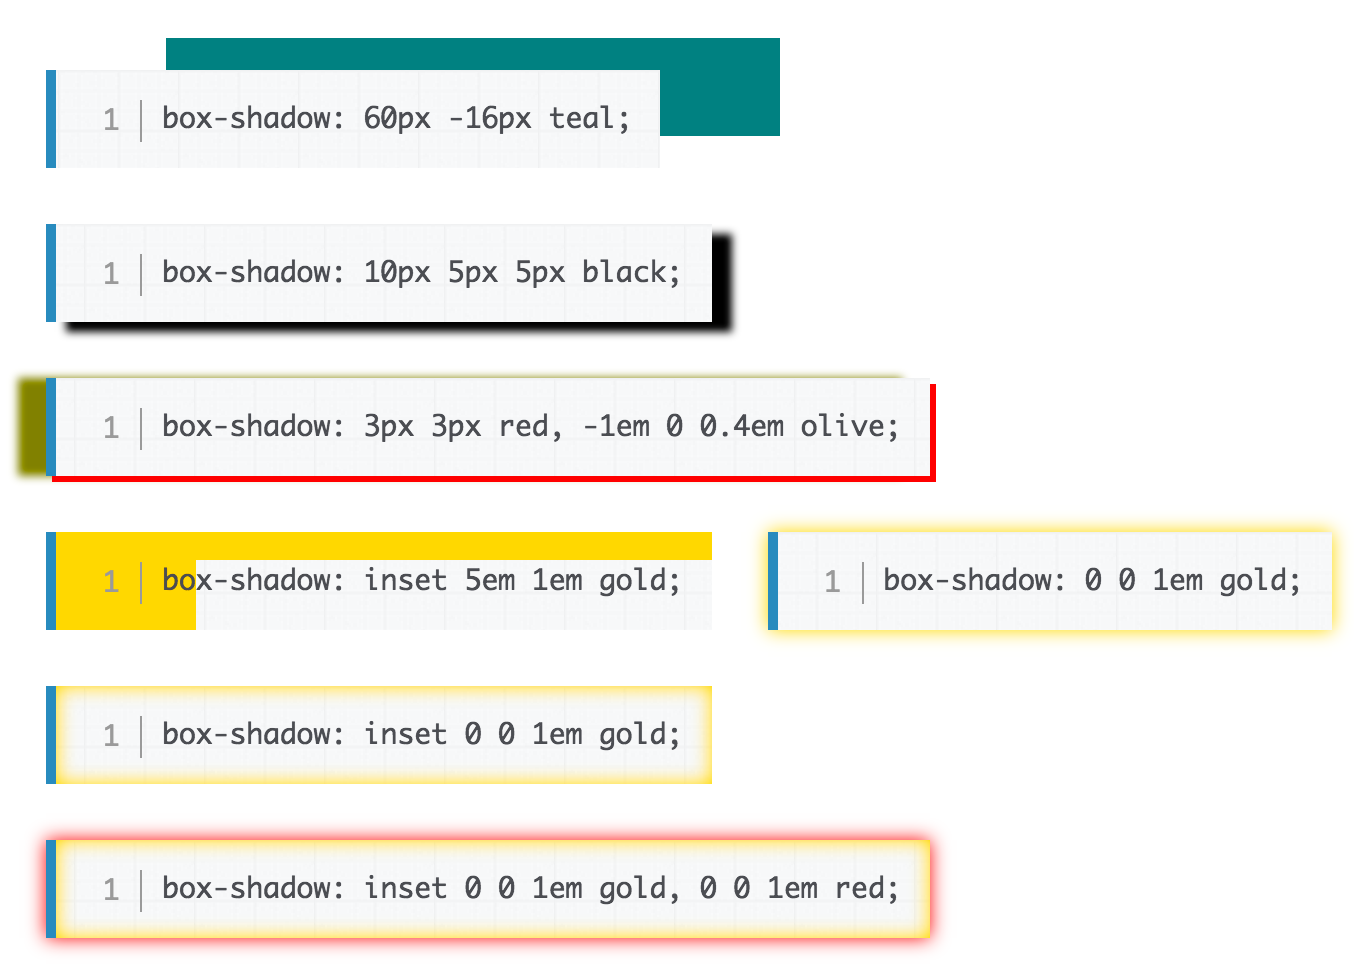 1 box-shadow: 60px -16px teal;
1 box-shadow: 10px 5px 5px black;
1 box-shadow: 3px 3px red, -1em 0 0.4em olive;
1 box-shadow: inset 5em 1em gold;
1 box-shadow: 0 0 1em gold;
1 box-shadow: inset 0 0 1em gold;
1 box-shadow: inset 0 0 1em gold, 0 0 1em red;